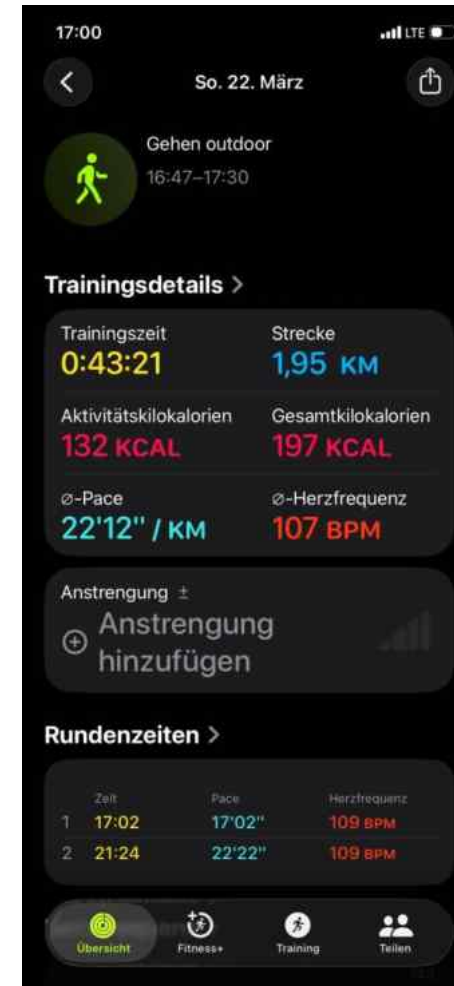 17:00
LTE
So. 22. März
Gehen outdoor
16:47–17:30
Trainingsdetails >
Trainingszeit Strecke
0:43:21 1,95 KM
Aktivitätskilokalorien Gesamtkilokalorien
132 KCAL 197 KCAL
⌀-Pace ⌀-Herzfrequenz
22'12" / KM 107 BPM
Anstrengung ±
Anstrengung
hinzufügen
Rundenzeiten >
Zeit Pace Herzfrequenz
1 17:02 17'02" 109 BPM
2 21:24 22'22" 109 BPM
Übersicht Fitness+ Training Teilen